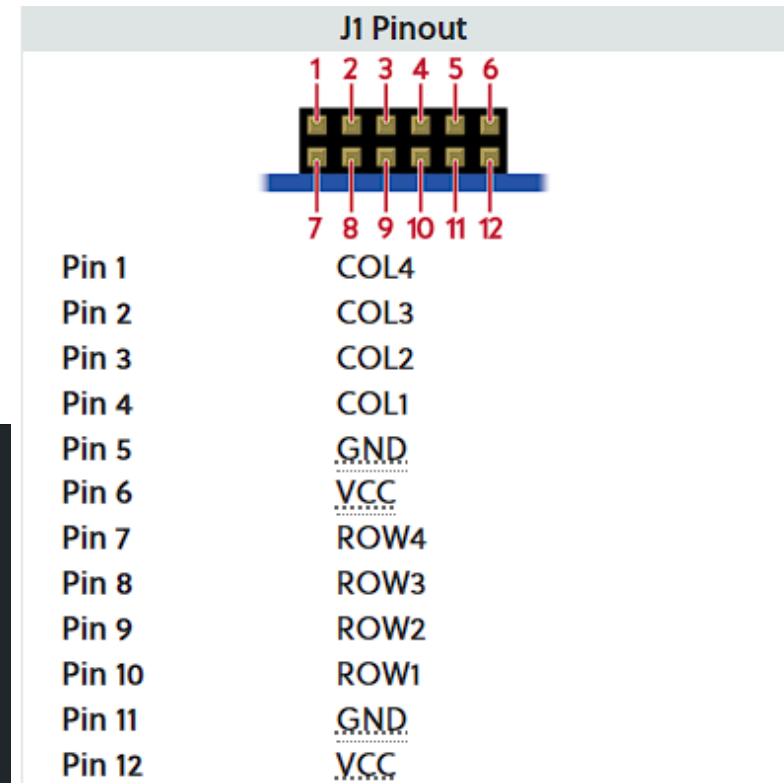 J1 Pinout
1 2 3 4 5 6
7 8 9 10 11 12
Pin 1 COL4
Pin 2 COL3
Pin 3 COL2
Pin 4 COL1
Pin 5 GND
Pin 6 VCC
Pin 7 ROW4
Pin 8 ROW3
Pin 9 ROW2
Pin 10 ROW1
Pin 11 GND
Pin 12 VCC